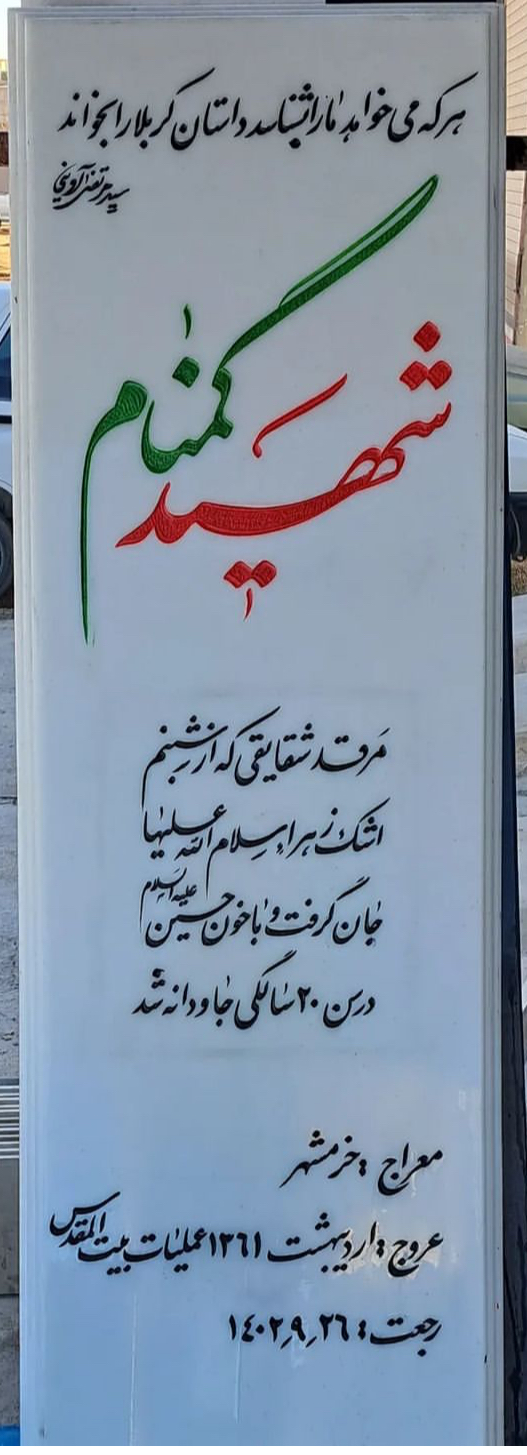 هر که می خواهد ما را بشناسد داستان کربلا را بخواند
سید مرتضی آوینی
شهید گمنام
مرقد شقایقی که از شبنم
اشک زهرا سلام الله علیها
جان گرفت و با خون حسین علیه السلام
در سن ۲۰ سالگی جاودانه شد
معراج : خرمشهر
عروج : اردیبهشت ۱۳۶۱ عملیات بیت المقدس
رجعت : ۱۴۰۲٫۹٫۲۶